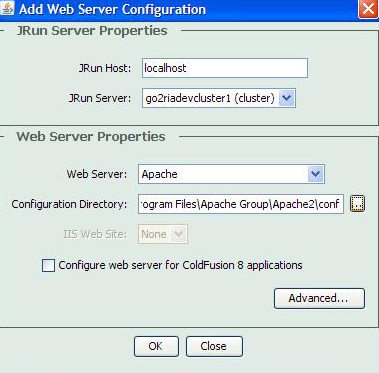 Add Web Server Configuration
JRun Server Properties
JRun Host: localhost
JRun Server: go2riadevcluster1 (cluster)
Web Server Properties
Web Server: Apache
Configuration Directory: rogram Files\Apache Group\Apache2\conf ...
IIS Web Site: None
Configure web server for ColdFusion 8 applications
Advanced...
OK Close